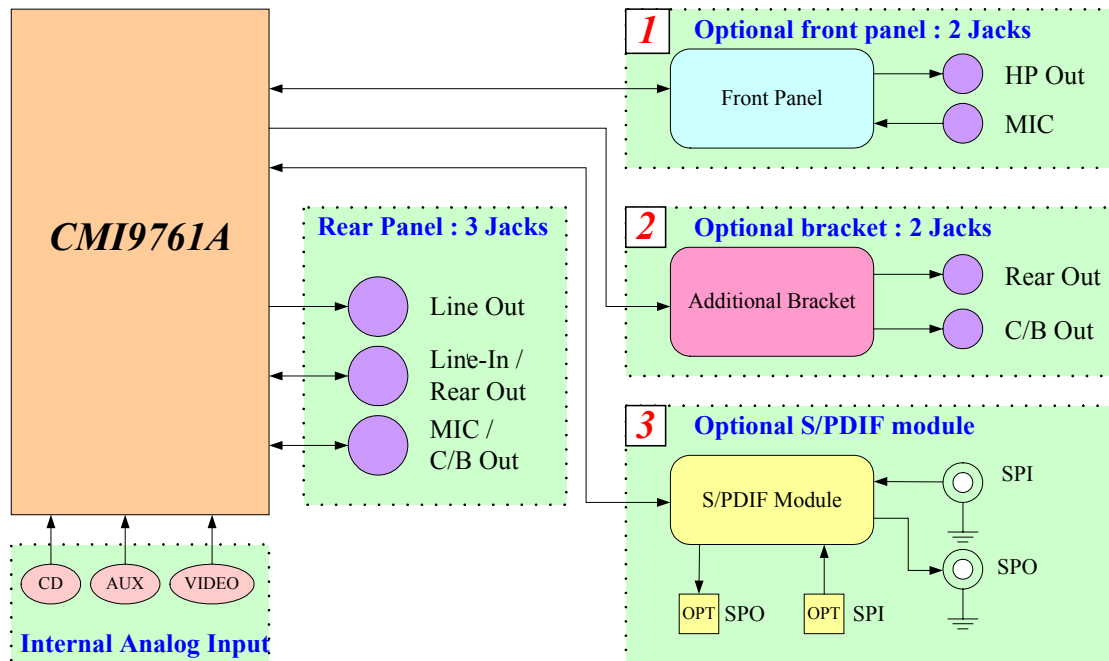 CMI9761A
CD
AUX
VIDEO
Internal Analog Input
Rear Panel : 3 Jacks
Line Out
Line-In /
Rear Out
MIC /
C/B Out
1
Optional front panel : 2 Jacks
Front Panel
HP Out
MIC
2
Optional bracket : 2 Jacks
Additional Bracket
Rear Out
C/B Out
3
Optional S/PDIF module
S/PDIF Module
SPI
SPO
OPT
SPO
OPT
SPI